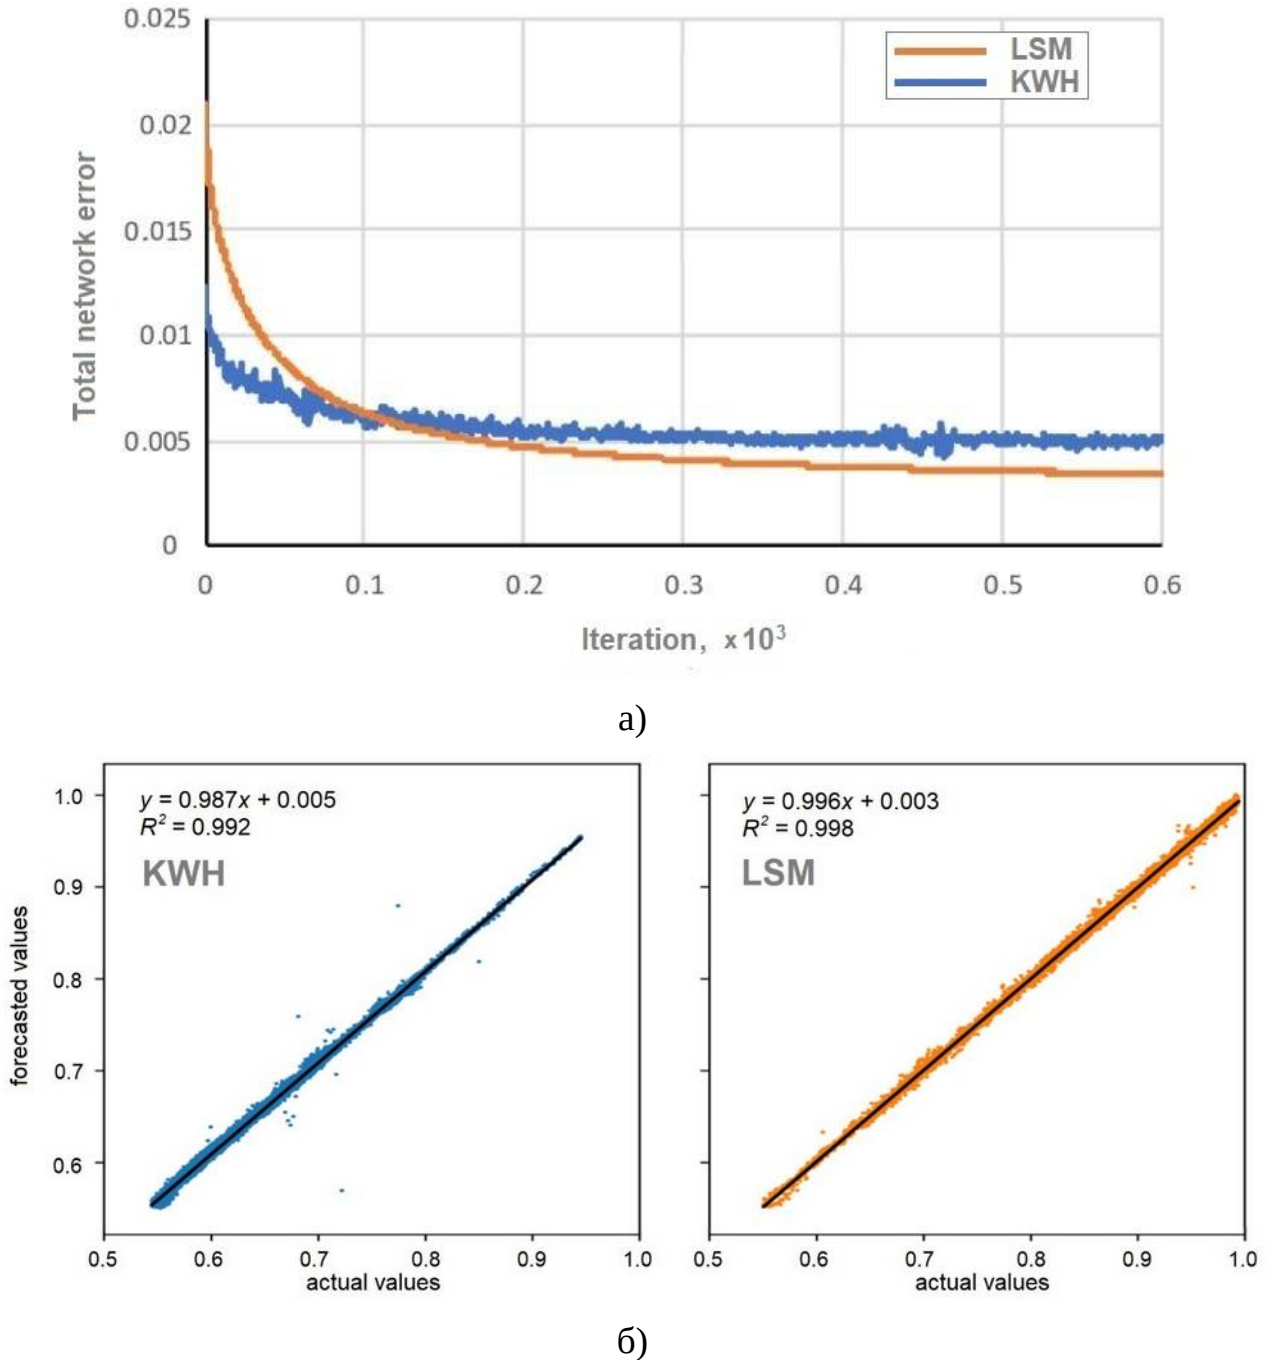 0.025
LSM
KWH
0.02
0.015
0.01
0.005
0
Total network error
0 0.1 0.2 0.3 0.4 0.5 0.6
Iteration, x10³
а)
y = 0.987x + 0.005
R² = 0.992
KWH
1.0
0.9
0.8
0.7
0.6
forecasted values
0.5 0.6 0.7 0.8 0.9 1.0
actual values
y = 0.996x + 0.003
R² = 0.998
LSM
0.5 0.6 0.7 0.8 0.9 1.0
actual values
б)